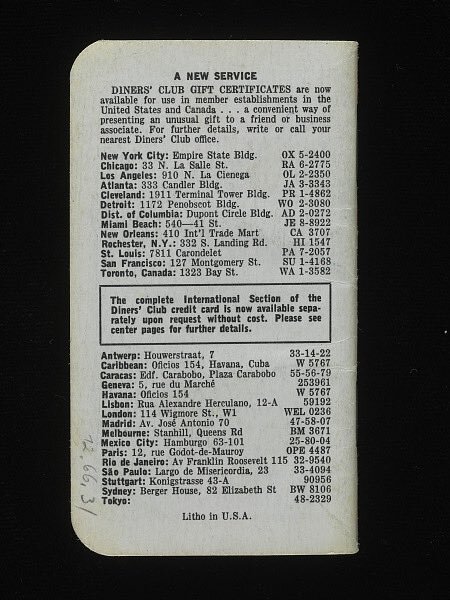 A NEW SERVICE
DINERS' CLUB GIFT CERTIFICATES are now
available for use in member establishments in the
United States and Canada . . . a convenient way of
presenting an unusual gift to a friend or business
associate. For further details, write or call your
nearest Diners' Club office.
New York City: Empire State Bldg. OX 5-2400
Chicago: 33 N. La Salle St. RA 6-2775
Los Angeles: 910 N. La Cienega OL 2-2350
Atlanta: 333 Candler Bldg. JA 3-3343
Cleveland: 1911 Terminal Tower Bldg. PR 1-4862
Detroit: 1172 Penobscot Bldg. WO 2-3080
Dist. of Columbia: Dupont Circle Bldg. AD 2-0272
Miami Beach: 540—41 St. JE 8-8922
New Orleans: 410 Int'l Trade Mart CA 3707
Rochester, N.Y.: 332 S. Landing Rd. HI 1547
St. Louis: 7811 Carondelet PA 7-2057
San Francisco: 127 Montgomery St. SU 1-4168
Toronto, Canada: 1323 Bay St. WA 1-3582
The complete International Section of the
Diners' Club credit card is now available sepa-
rately upon request without cost. Please see
center pages for further details.
Antwerp: Houwerstraat, 7 33-14-22
Caribbean: Oficios 154, Havana, Cuba W 5767
Caracas: Edf. Carabobo, Plaza Carabobo 55-56-79
Geneva: 5, rue du Marché 253961
Havana: Oficios 154 W 5767
Lisbon: Rua Alexandre Herculano, 12-A 59192
London: 114 Wigmore St., W1 WEL 0236
Madrid: Av. José Antonio 70 47-58-07
Melbourne: Stanhill, Queens Rd BM 3671
Mexico City: Hamburgo 63-101 25-80-04
Paris: 12, rue Godot-de-Mauroy OPE 4487
Rio de Janeiro: Av Franklin Roosevelt 115 32-9540
São Paulo: Largo de Misericordia, 23 33-4094
Stuttgart: Konigstrasse 43-A 90956
Sydney: Berger House, 82 Elizabeth St BW 8106
Tokyo: 48-2329
Litho in U.S.A.